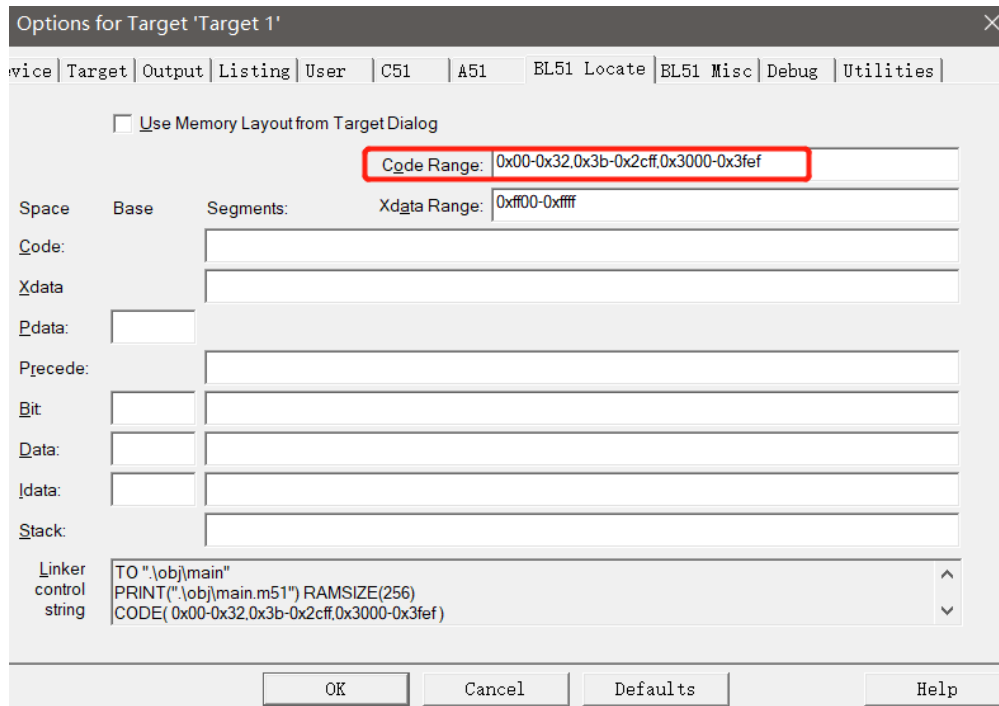 Options for Target 'Target 1'
vice Target Output Listing User C51 A51 BL51 Locate BL51 Misc Debug Utilities
Use Memory Layout from Target Dialog
Code Range: 0x00-0x32,0x3b-0x2cff,0x3000-0x3fef
Space Base Segments: Xdata Range: 0xff00-0xffff
Code:
Xdata
Pdata:
Precede:
Bit
Data:
Idata:
Stack:
Linker control string
TO ".\obj\main"
PRINT(".\obj\main.m51") RAMSIZE(256)
CODE( 0x00-0x32,0x3b-0x2cff,0x3000-0x3fef )
OK Cancel Defaults Help